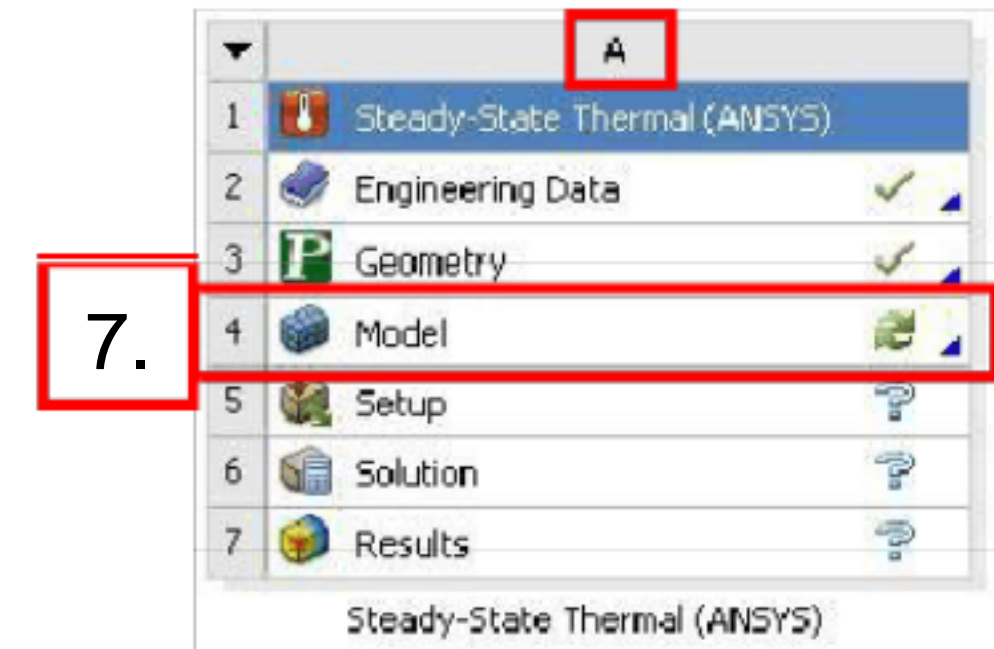 A
1 Steady-State Thermal (ANSYS)
2 Engineering Data
3 P Geometry
7.
4 Model
5 Setup ?
6 Solution ?
7 Results ?
Steady-State Thermal (ANSYS)